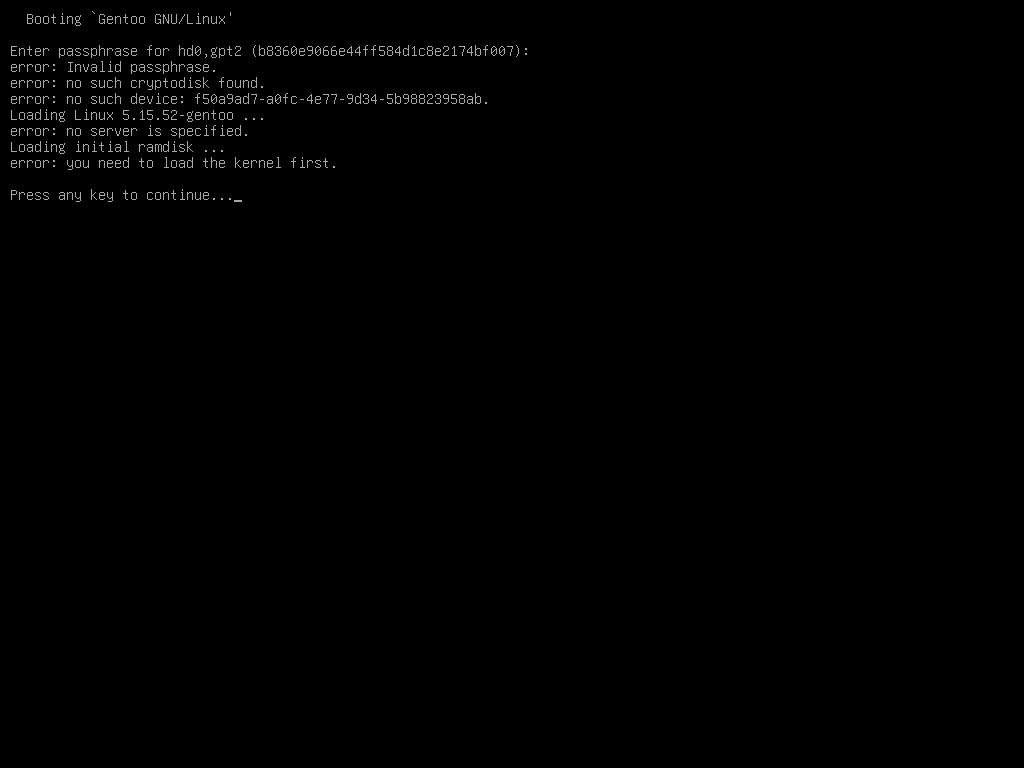 Booting `Gentoo GNU/Linux'
Enter passphrase for hd0,gpt2 (b8360e9066e44ff584d1c8e2174bf007):
error: Invalid passphrase.
error: no such cryptodisk found.
error: no such device: f50a9ad7-a0fc-4e77-9d34-5b98823958ab.
Loading Linux 5.15.52-gentoo ...
error: no server is specified.
Loading initial ramdisk ...
error: you need to load the kernel first.
Press any key to continue..._